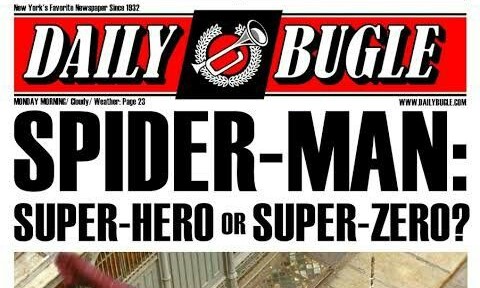 New York's Favorite Newspaper Since 1932
DAILY BUGLE
MONDAY MORNING/ Cloudy/ Weather: Page 23 WWW.DAILYBUGLE.COM
SPIDER-MAN:
SUPER-HERO OR SUPER-ZERO?